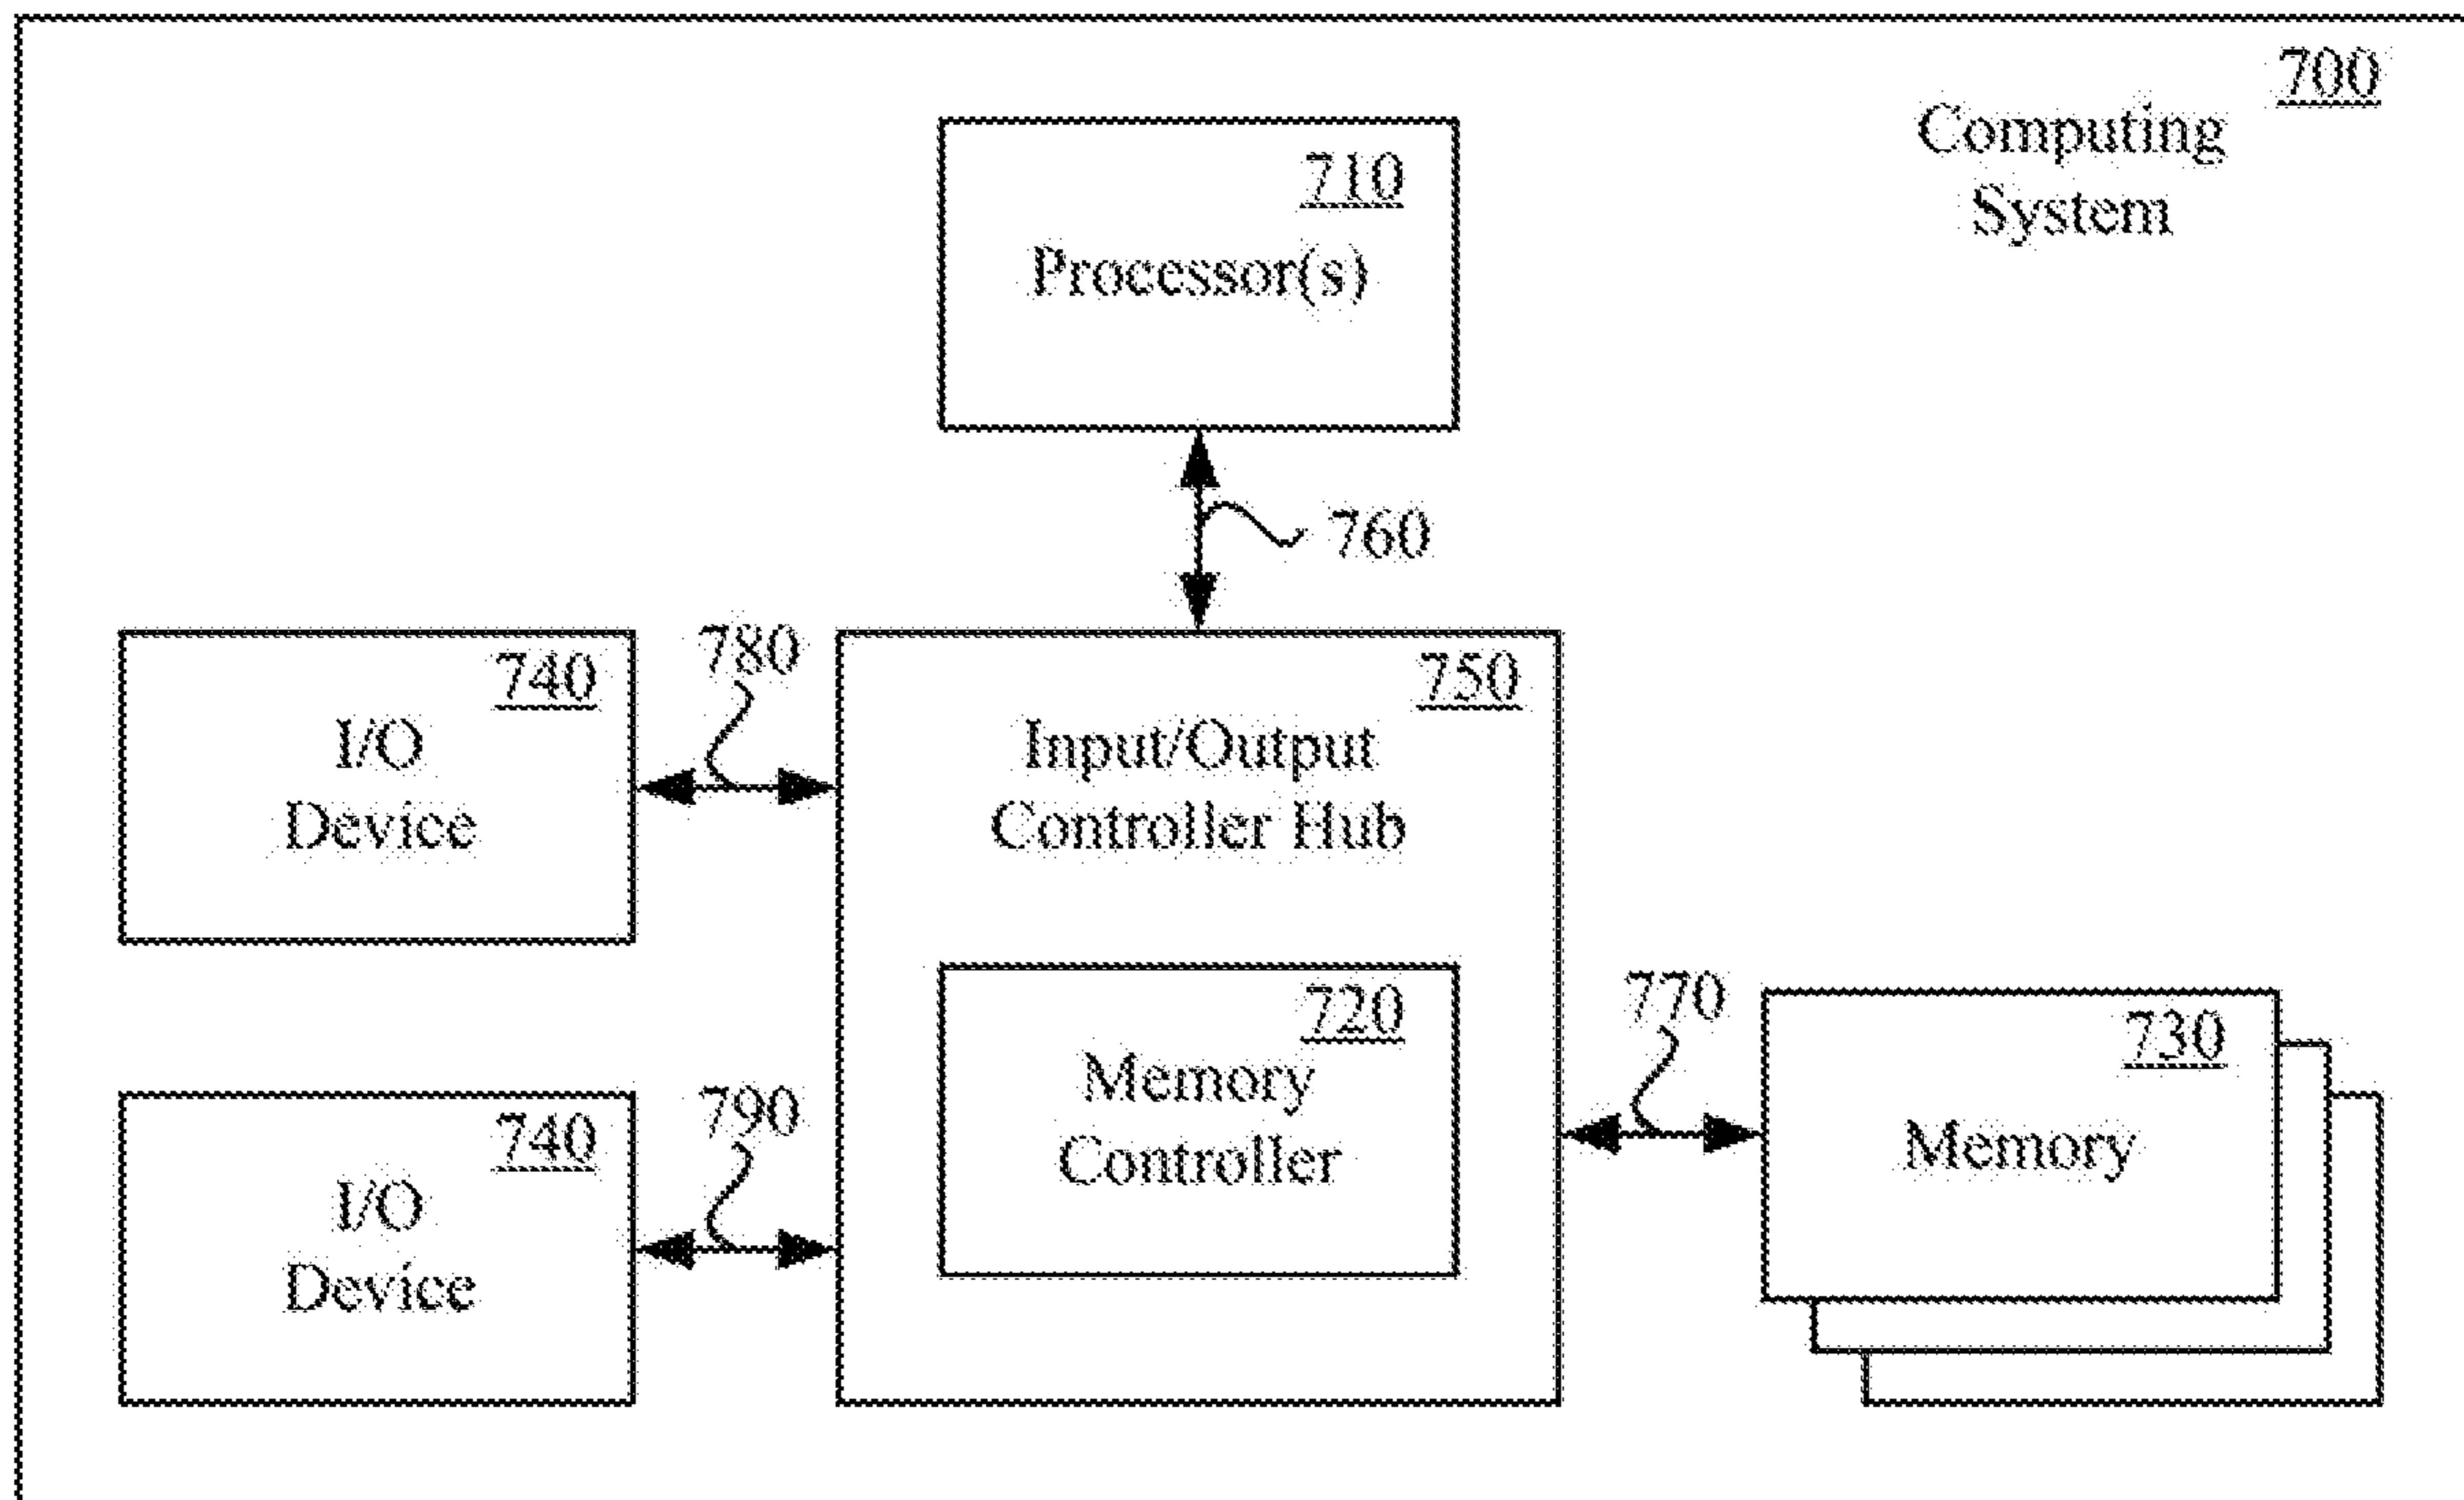 700
Computing
System
710
Processor(s)
760
740
I/O
Device
780
750
Input/Output
Controller Hub
720
Memory
Controller
770
730
Memory
740
I/O
Device
790